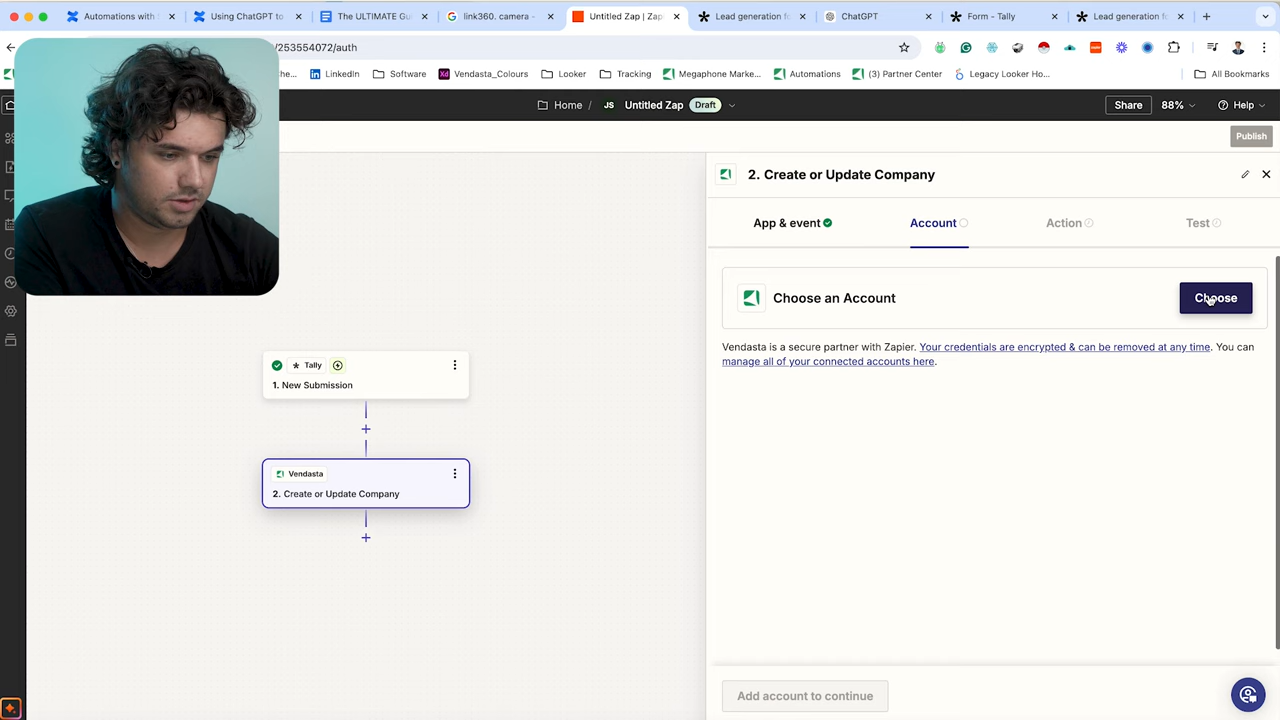 Automations with
Using ChatGPT to
The ULTIMATE Gui
link360. camera -
Untitled Zap | Zap
Lead generation fo
ChatGPT
Form - Tally
Lead generation fo
/253554072/auth
LinkedIn
Software
Vendasta_Colours
Looker
Tracking
Megaphone Marke...
Automations
(3) Partner Center
Legacy Looker Ho...
All Bookmarks
Home /
JS
Untitled Zap
Draft
Share
88%
Help
Publish
2. Create or Update Company
App & event
Account
Action
Test
Choose an Account
Choose
Vendasta is a secure partner with Zapier. Your credentials are encrypted & can be removed at any time. You can
manage all of your connected accounts here.
Tally
1. New Submission
Vendasta
2. Create or Update Company
Add account to continue